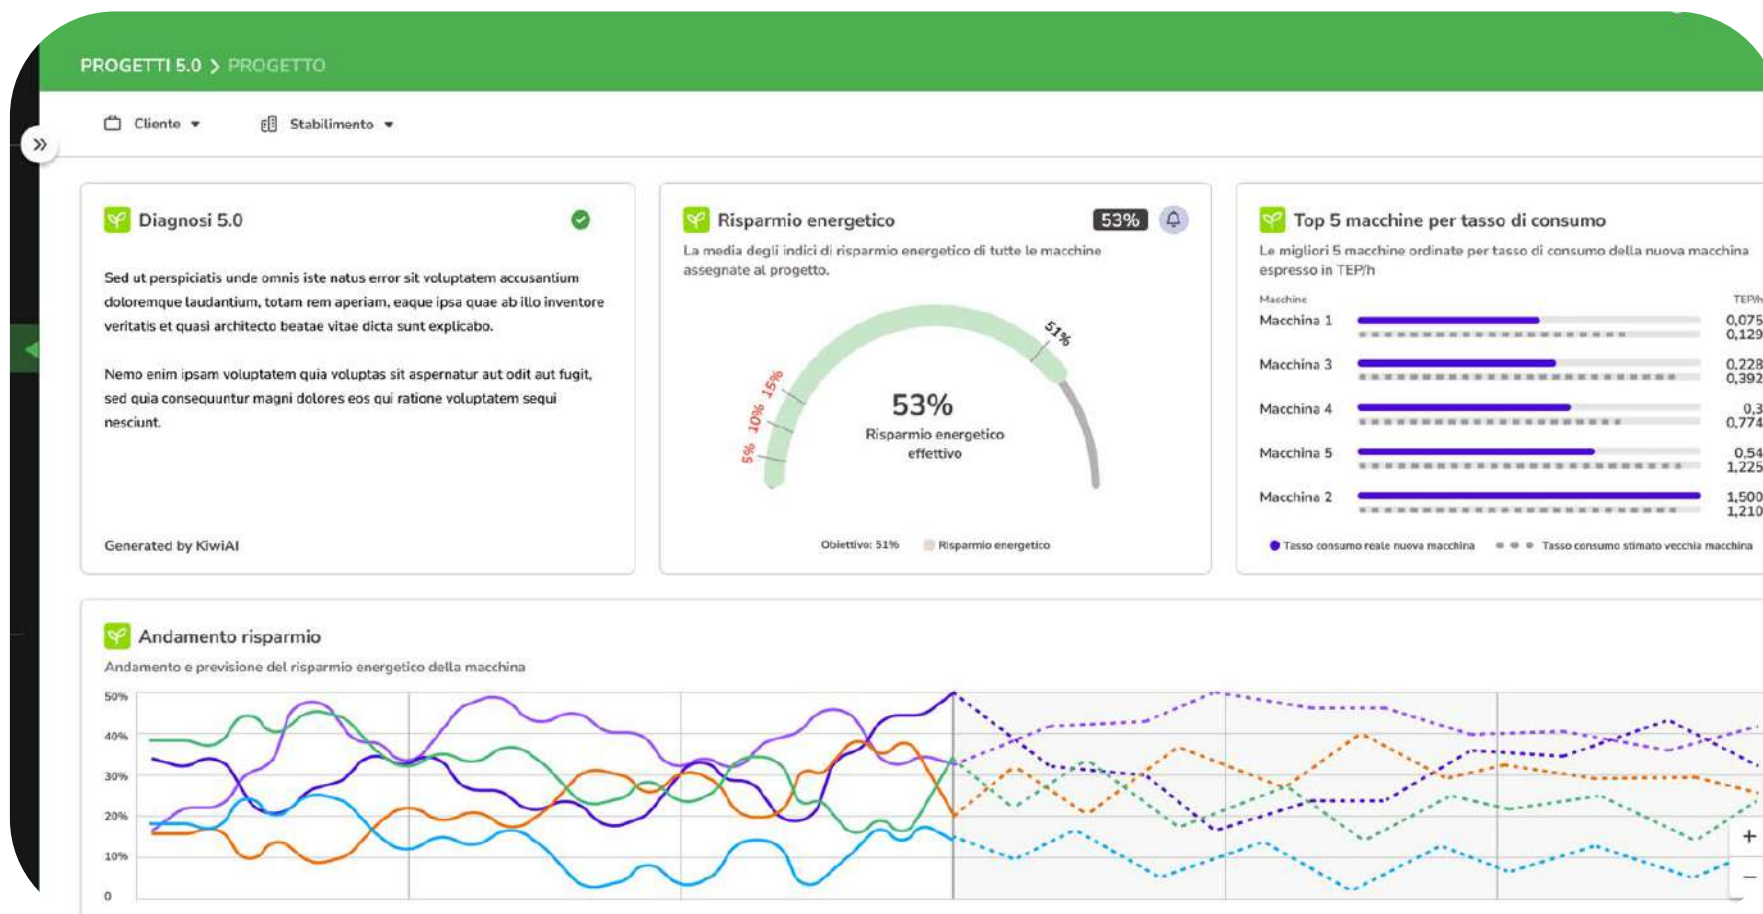 PROGETTI 5.0 > PROGETTO
Cliente
Stabilimento
Diagnosi 5.0
Sed ut perspiciatis unde omnis iste natus error sit voluptatem accusantium
doloremque laudantium, totam rem aperiam, eaque ipsa quae ab illo inventore
veritatis et quasi architecto beatae vitae dicta sunt explicabo.
Nemo enim ipsam voluptatem quia voluptas sit aspernatur aut odit aut fugit,
sed quia consequuntur magni dolores eos qui ratione voluptatem sequi
nesciunt.
Generated by KiwiAI
Risparmio energetico
53%
La media degli indici di risparmio energetico di tutte le macchine
assegnate al progetto.
5%
10%
15%
51%
53%
Risparmio energetico
effettivo
Obiettivo: 51%
Risparmio energetico
Top 5 macchine per tasso di consumo
Le migliori 5 macchine ordinate per tasso di consumo della nuova macchina
espresso in TEP/h
Macchine
TEP/h
Macchina 1
0,075
0,129
Macchina 3
0,228
0,392
Macchina 4
0,3
0,774
Macchina 5
0,54
1,225
Macchina 2
1,500
1,210
Tasso consumo reale nuova macchina
Tasso consumo stimato vecchia macchina
Andamento risparmio
Andamento e previsione del risparmio energetico della macchina
50%
40%
30%
20%
10%
0
+
−